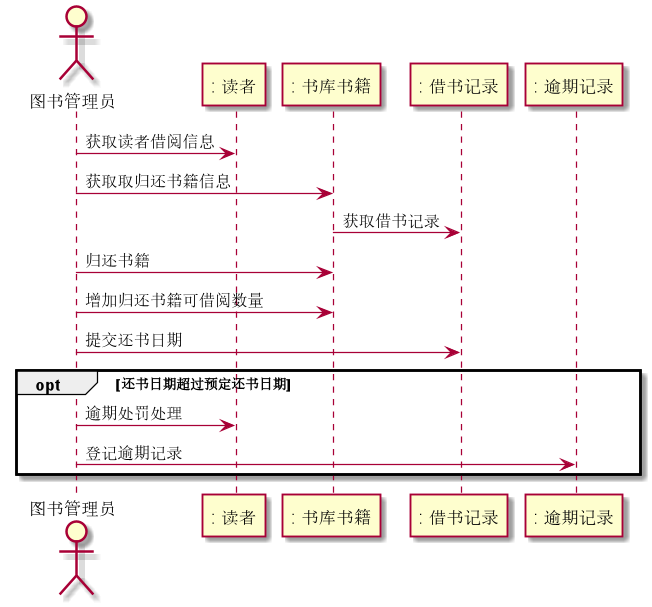 图书管理员
: 读者
: 书库书籍
: 借书记录
: 逾期记录
获取读者借阅信息
获取取归还书籍信息
获取借书记录
归还书籍
增加归还书籍可借阅数量
提交还书日期
opt
[还书日期超过预定还书日期]
逾期处罚处理
登记逾期记录
图书管理员
: 读者
: 书库书籍
: 借书记录
: 逾期记录